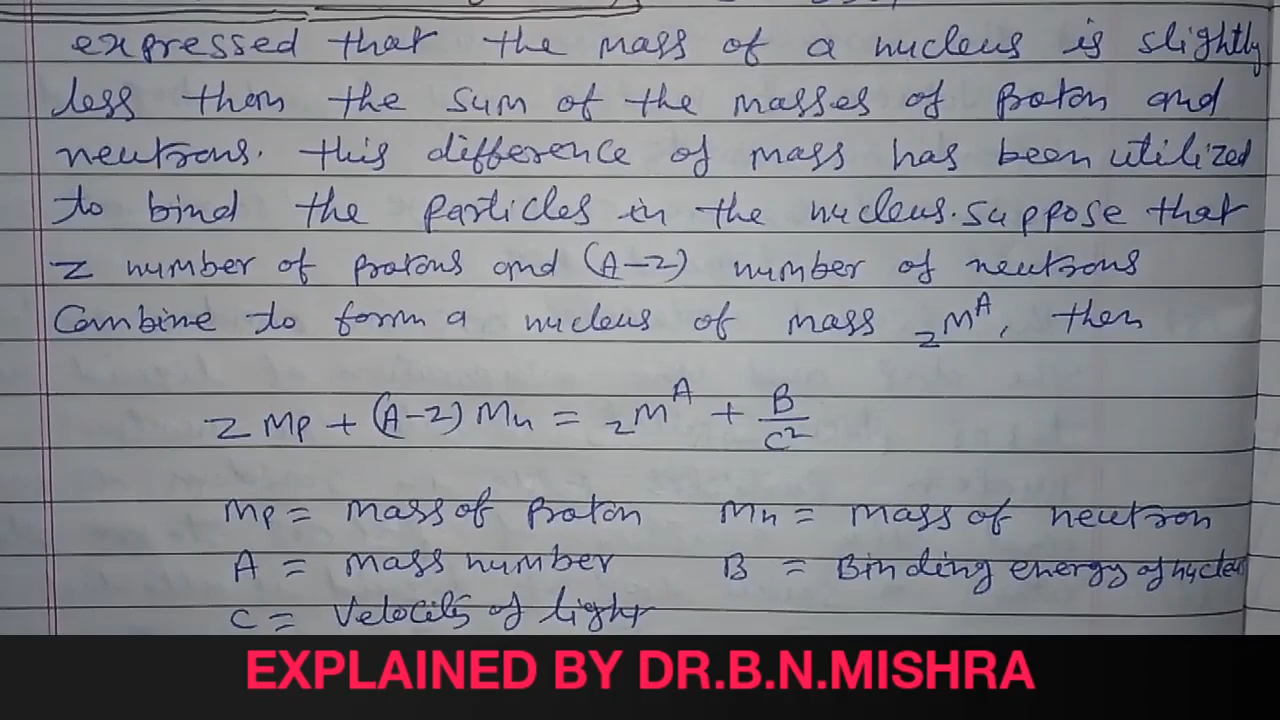 expressed that the mass of a nucleus is slightly
less then the sum of the masses of proton and
neutrons. this difference of mass has been utilized
to bind the particles in the nucleus. suppose that
Z number of protons and (A-Z) number of neutrons
Combine to form a nucleus of mass zMᴬ, then
Z Mp + (A-Z) Mn = zMᴬ + B/c²
Mp = mass of proton Mn = mass of neutron
A = mass number B = Binding energy of nucleus
C = Velocity of light
EXPLAINED BY DR.B.N.MISHRA